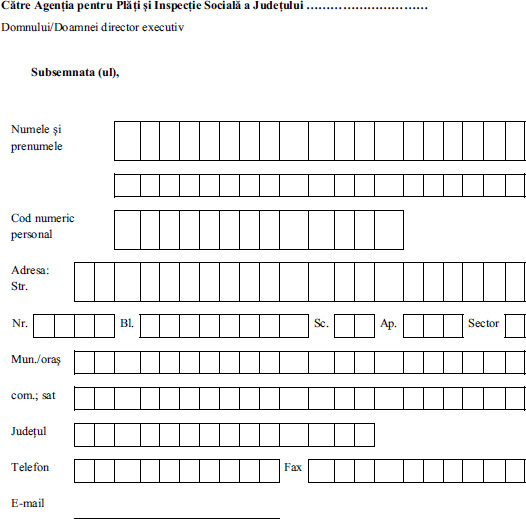 Către Agenția pentru Plăți și Inspecție Socială a Județului …………………………
Domnului/Doamnei director executiv
Subsemnata (ul),
Numele și
prenumele
Cod numeric
personal
Adresa:
Str.
Nr. Bl. Sc. Ap. Sector
Mun./oraș
com.; sat
Județul
Telefon Fax
E-mail